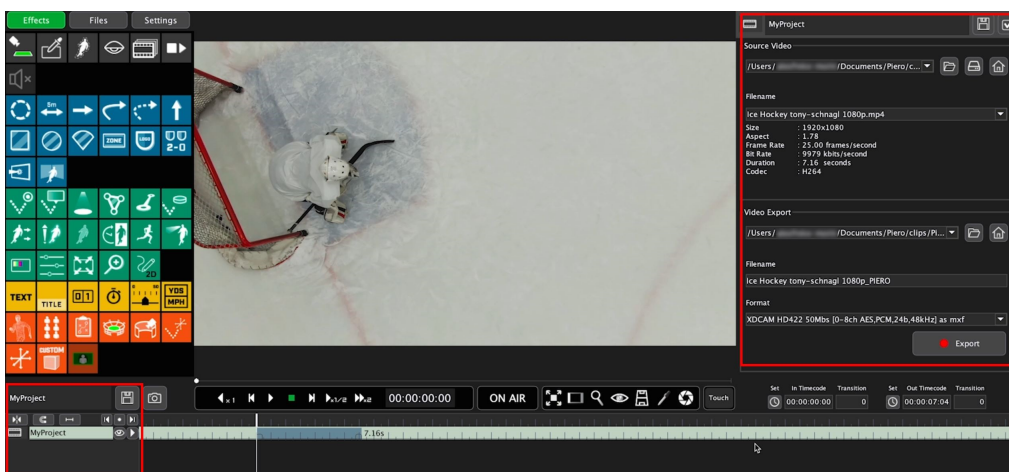 Effects Files Settings
MyProject
Source Video
/Users/ /Documents/Piero/c...
Filename
Ice Hockey tony-schnagl 1080p.mp4
Size : 1920x1080
Aspect : 1.78
Frame Rate : 25.00 frames/second
Bit Rate : 9979 kbits/second
Duration : 7.16 seconds
Codec : H264
5m
ZONE
LOGO
2-0
Video Export
/Users/ /Documents/Piero/clips/Pi...
Filename
Ice Hockey tony-schnagl 1080p_PIERO
2D
TEXT TITLE 01 YDS MPH
Format
XDCAM HD422 50Mbs [0-8ch AES,PCM,24b,48kHz] as mxf
Export
CUSTOM
MyProject
x1 x1/2 x2 00:00:00:00 ON AIR Touch
Set In Timecode Transition Set Out Timecode Transition
00:00:00:00 0 00:00:07:04 0
MyProject 7.16s